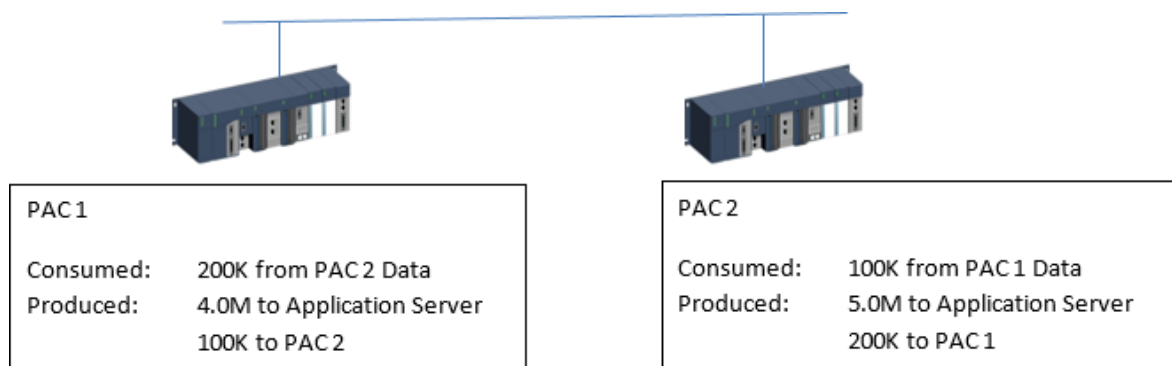 PAC 1
Consumed: 200K from PAC 2 Data
Produced: 4.0M to Application Server
100K to PAC 2
PAC 2
Consumed: 100K from PAC 1 Data
Produced: 5.0M to Application Server
200K to PAC 1